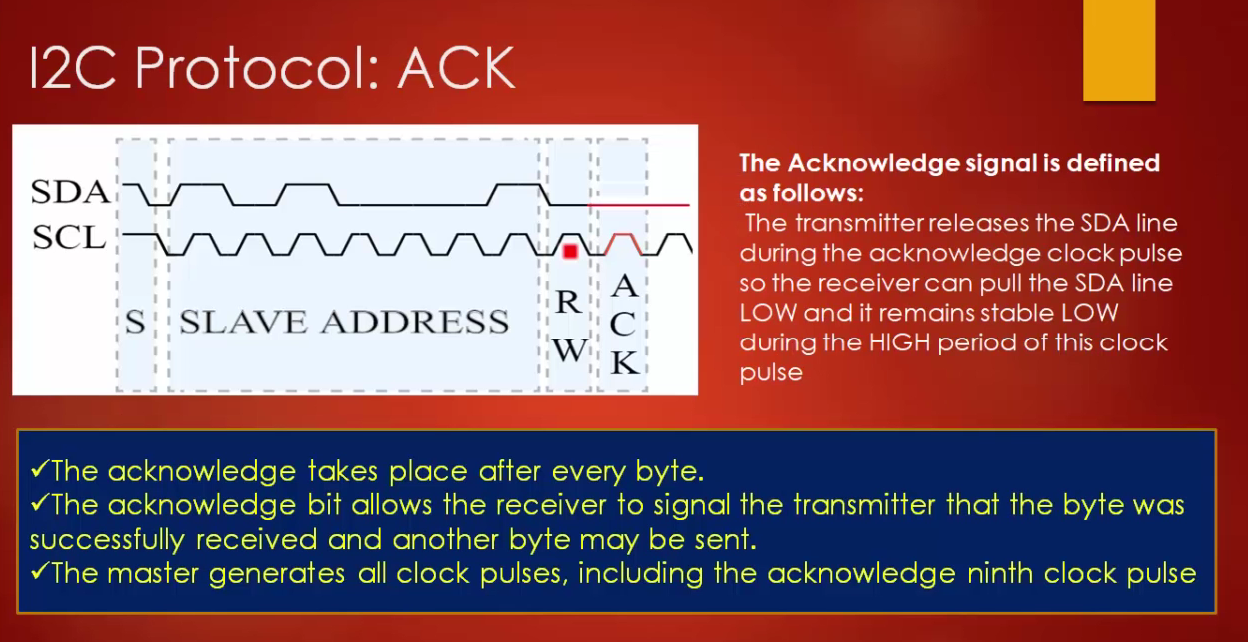 I2C Protocol: ACK
SDA
SCL
S
SLAVE ADDRESS
R
W
A
C
K
The Acknowledge signal is defined
as follows:
The transmitter releases the SDA line
during the acknowledge clock pulse
so the receiver can pull the SDA line
LOW and it remains stable LOW
during the HIGH period of this clock
pulse
✓The acknowledge takes place after every byte.
✓The acknowledge bit allows the receiver to signal the transmitter that the byte was
successfully received and another byte may be sent.
✓The master generates all clock pulses, including the acknowledge ninth clock pulse